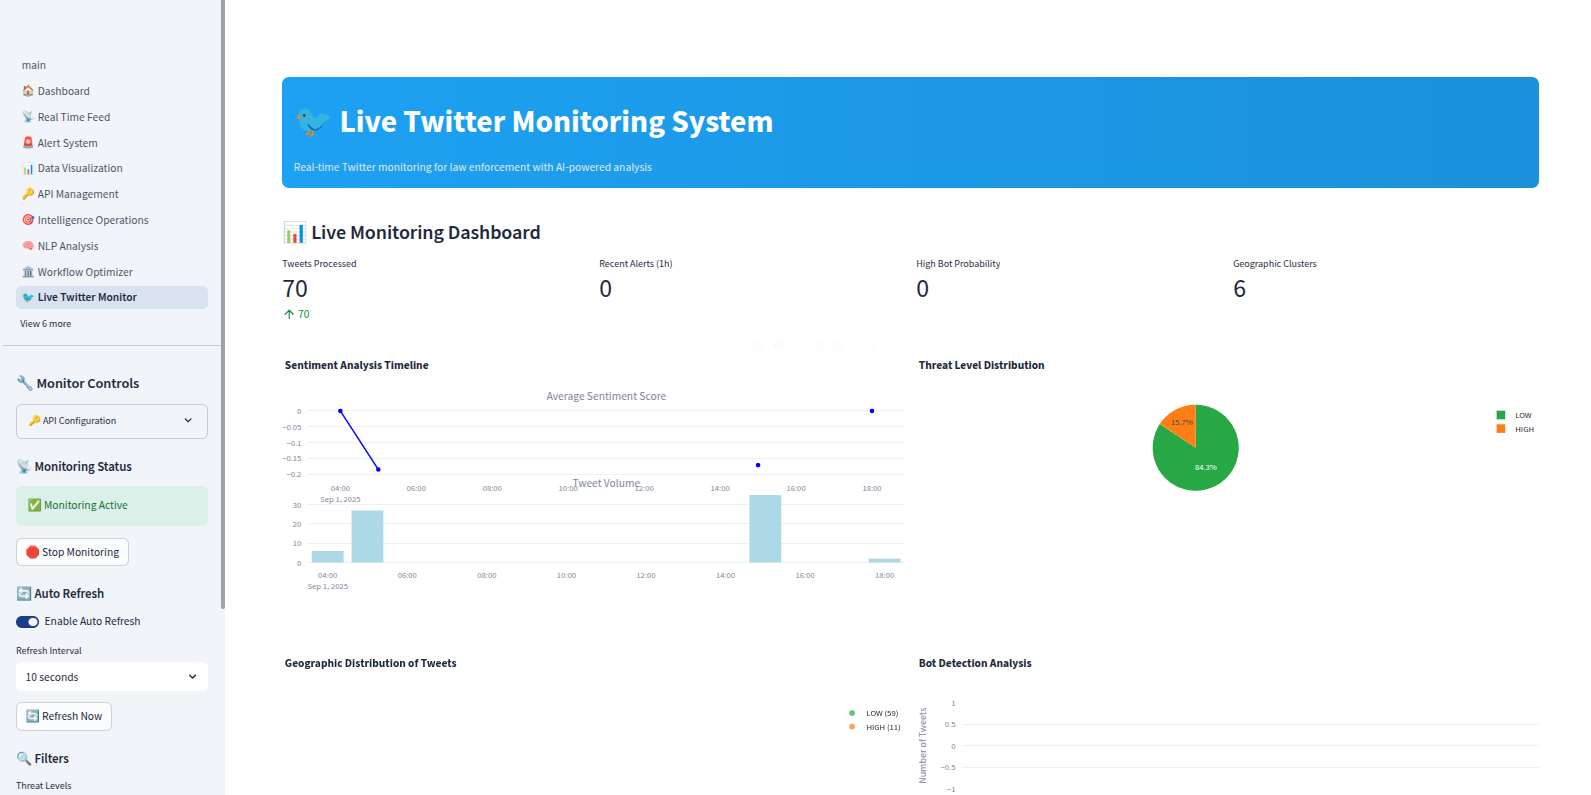 main
Dashboard
Real Time Feed
Alert System
Data Visualization
API Management
Intelligence Operations
NLP Analysis
Workflow Optimizer
Live Twitter Monitor
View 6 more
Monitor Controls
API Configuration
Monitoring Status
Monitoring Active
Stop Monitoring
Auto Refresh
Enable Auto Refresh
Refresh Interval
10 seconds
Refresh Now
Filters
Threat Levels
Live Twitter Monitoring System
Real-time Twitter monitoring for law enforcement with AI-powered analysis
Live Monitoring Dashboard
Tweets Processed
70
70
Recent Alerts (1h)
0
High Bot Probability
0
Geographic Clusters
6
Sentiment Analysis Timeline
Average Sentiment Score
0
−0.05
−0.1
−0.15
−0.2
04:00 06:00 08:00 10:00 12:00 14:00 16:00 18:00
Sep 1, 2025
Tweet Volume
30
20
10
0
04:00 06:00 08:00 10:00 12:00 14:00 16:00 18:00
Sep 1, 2025
Threat Level Distribution
15.7%
84.3%
LOW
HIGH
Geographic Distribution of Tweets
LOW (59)
HIGH (11)
Bot Detection Analysis
Number of Tweets
1
0.5
0
−0.5
−1